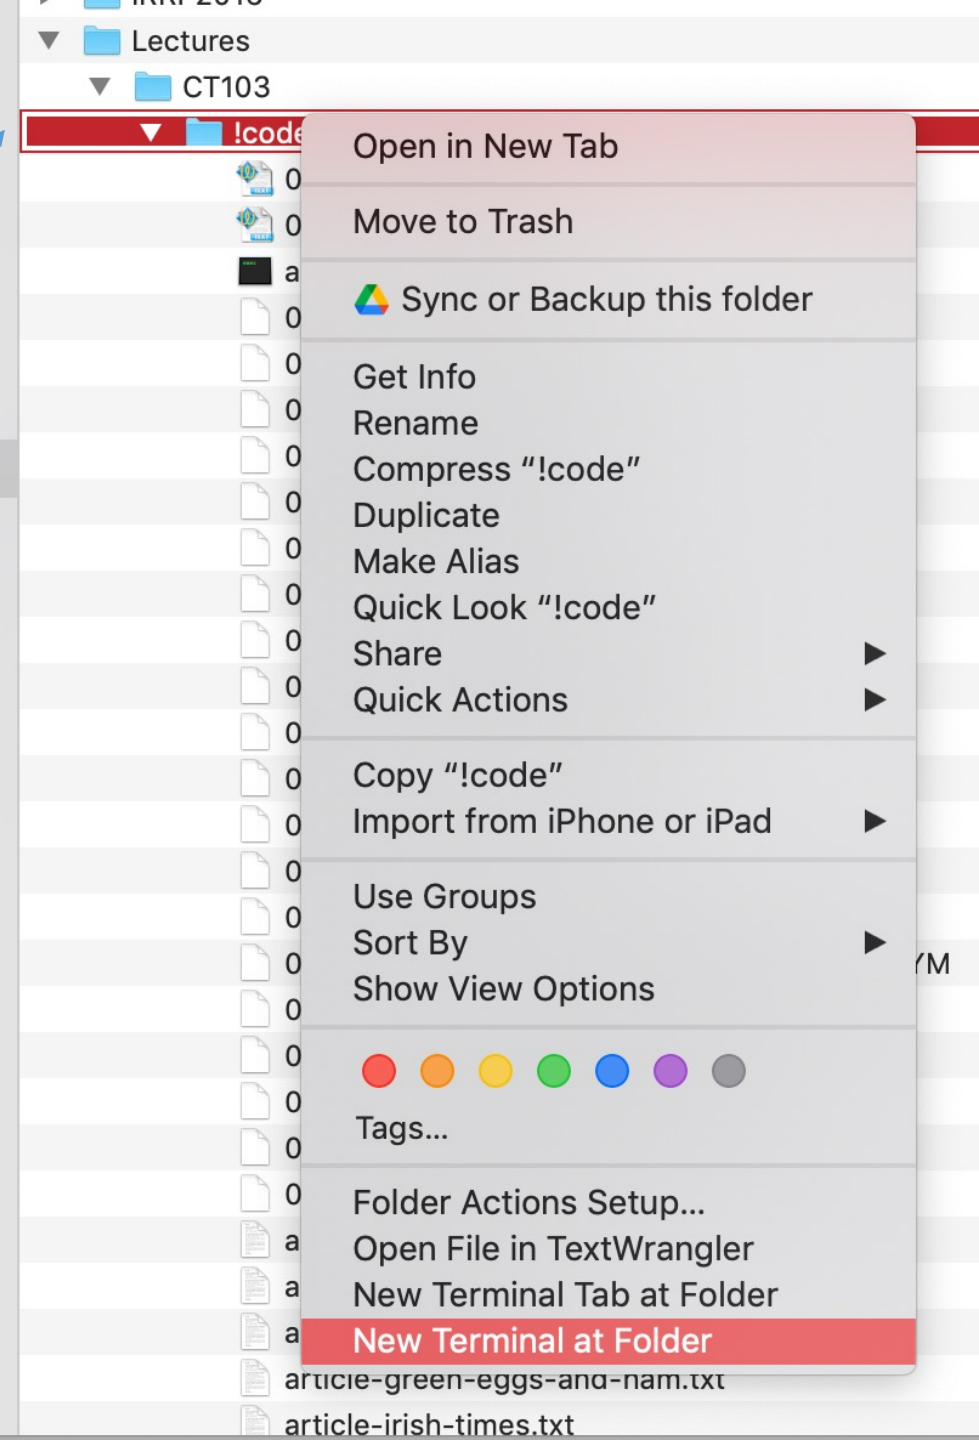 Lectures
CT103
!code
Open in New Tab
Move to Trash
Sync or Backup this folder
Get Info
Rename
Compress “!code”
Duplicate
Make Alias
Quick Look “!code”
Share
Quick Actions
Copy “!code”
Import from iPhone or iPad
Use Groups
Sort By
YM
Show View Options
Tags...
Folder Actions Setup...
Open File in TextWrangler
New Terminal Tab at Folder
New Terminal at Folder
article-green-eggs-and-ham.txt
article-irish-times.txt